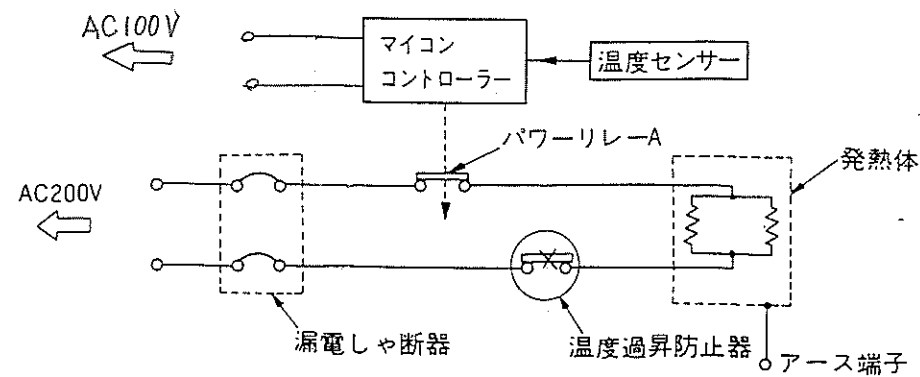 AC100V
マイコン
コントローラー
温度センサー
パワーリレーA
発熱体
AC200V
漏電しゃ断器
温度過昇防止器
アース端子